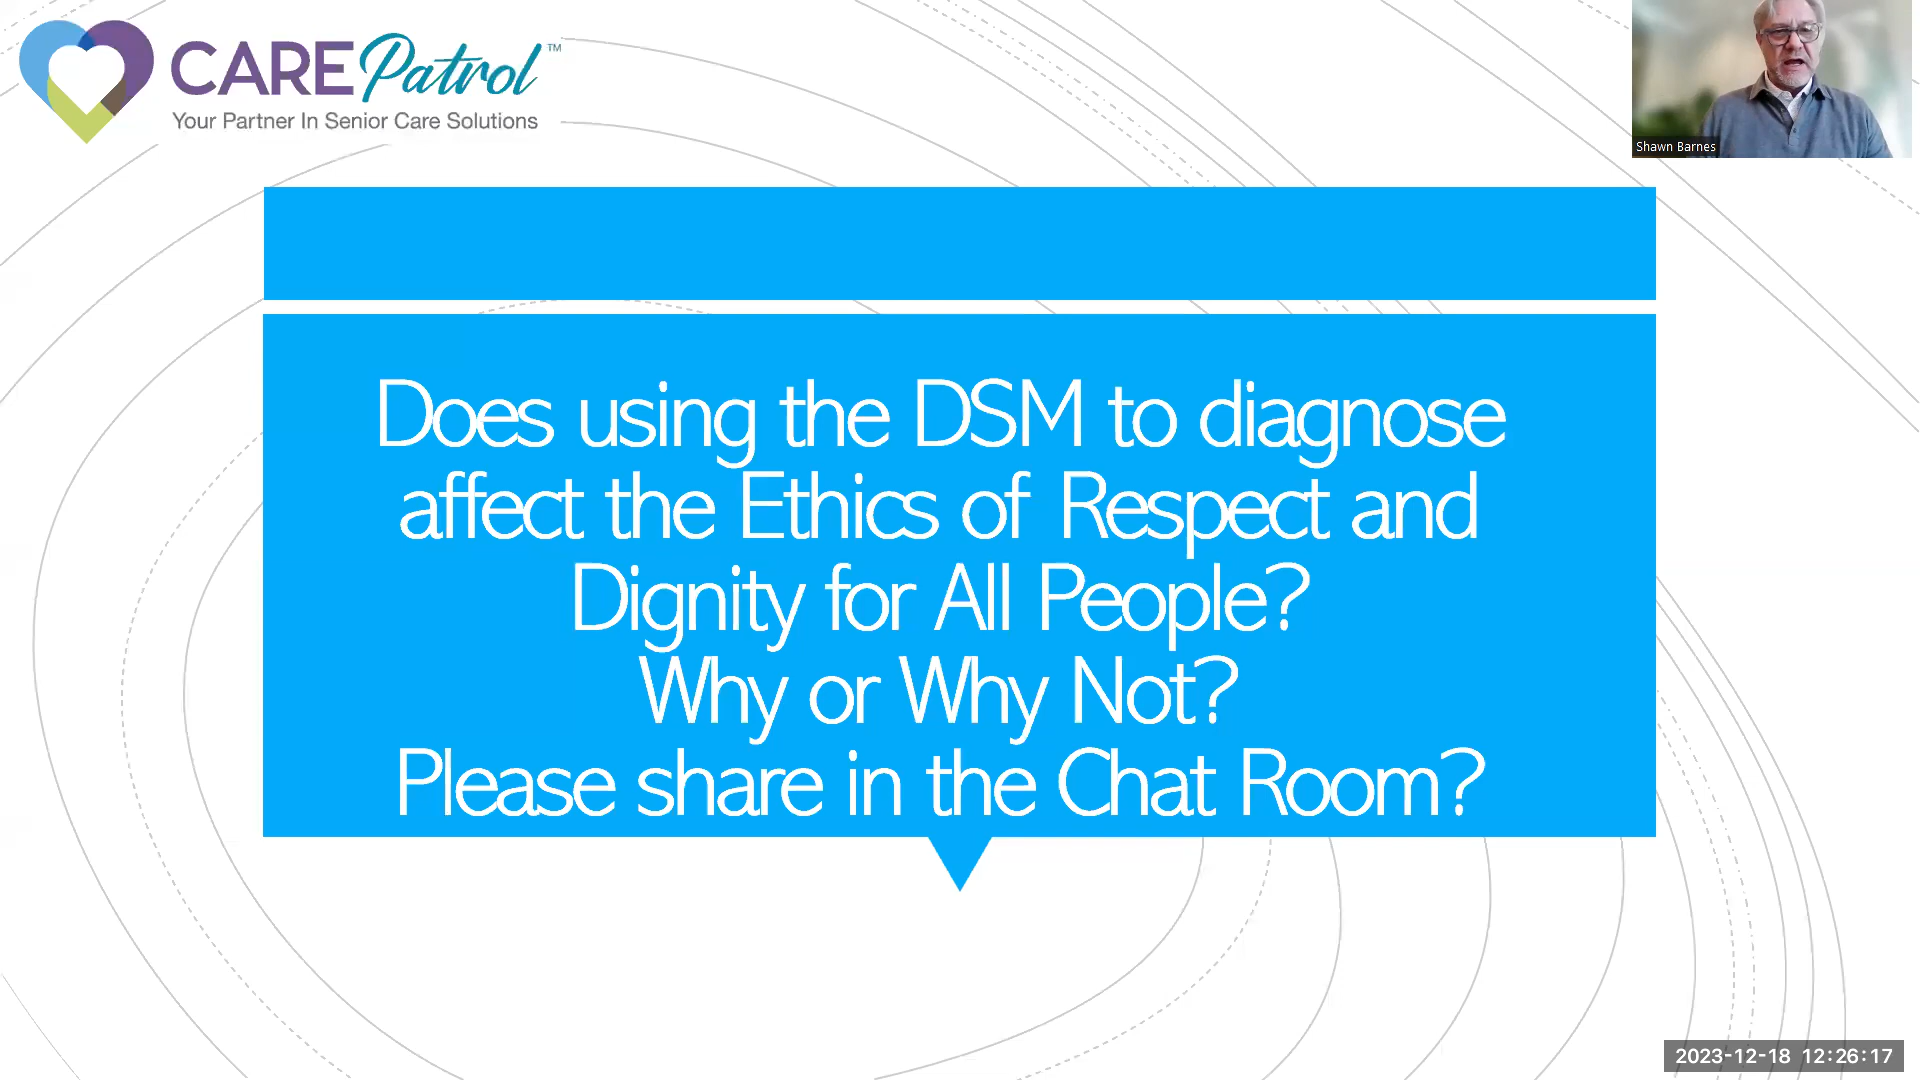 CAREPatrol™
Your Partner In Senior Care Solutions
Shawn Barnes
Does using the DSM to diagnose
affect the Ethics of Respect and
Dignity for All People?
Why or Why Not?
Please share in the Chat Room?
2023-12-18 12:26:17